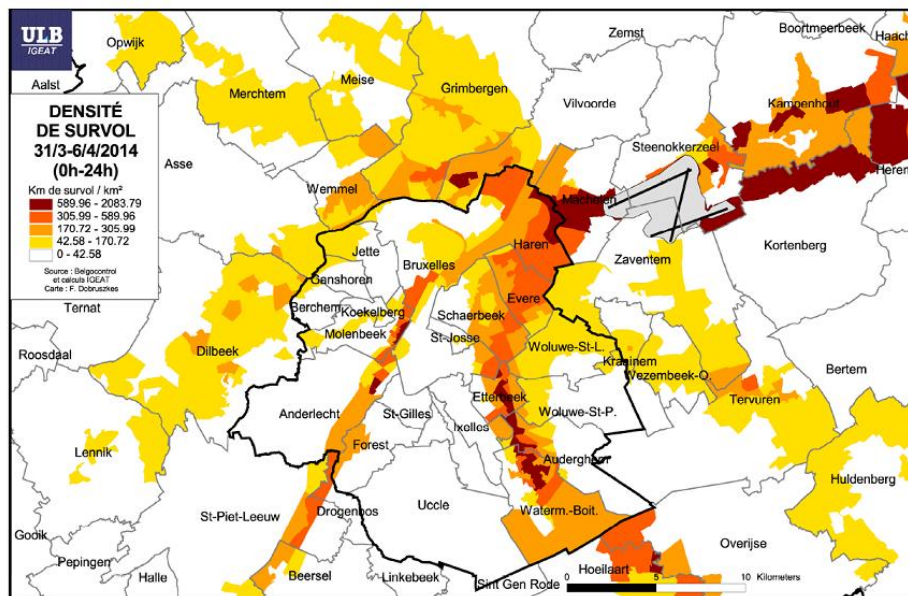 ULB
IGEAT
DENSITÉ
DE SURVOL
31/3-6/4/2014
(0h-24h)
Km de survol / km²
589.96 - 2083.79
305.99 - 589.96
170.72 - 305.99
42.58 - 170.72
0 - 42.58
Source : Belgocontrol
et calculs IGEAT
Carte : F. Dobruszkes
Opwijk
Aalst
Merchtem
Meise
Grimbergen
Zemst
Boortmeerbeek
Haach
Vilvoorde
Kampenhout
Asse
Steenokkerzeel
Herem
Wemmel
Machelen
Jette
Haren
Kortenberg
Bruxelles
Zaventem
Ganshoren
Ternat
Berchem
Koekelberg
Evere
Schaerbeek
Molenbeek
St-Josse
Roosdaal
Dilbeek
Woluwe-St-L.
Kraainem
Wezembeek-O.
Bertem
Etterbeek
Tervuren
Anderlecht
St-Gilles
Woluwe-St-P.
Ixelles
Forest
Lennik
Auderghem
Huldenberg
Uccle
St-Piet-Leeuw
Drogenbos
Waterm.-Boit.
Gooik
Overijse
Pepingen
Halle
Beersel
Linkebeek
Hoeilaart
Sint Gen Rode
0 5 10 Kilometers